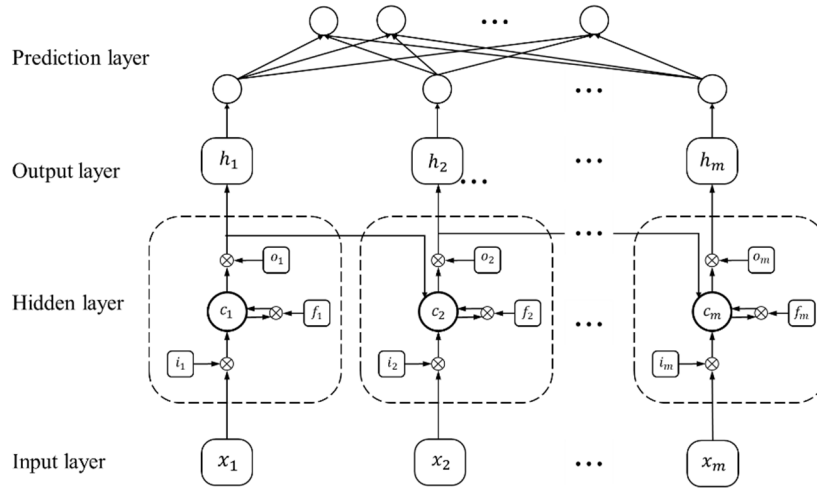 ...
Prediction layer
...
Output layer h₁ h₂ ... ... hₘ
...
o₁ o₂ oₘ
Hidden layer c₁ f₁ c₂ f₂ ... cₘ fₘ
i₁ i₂ iₘ
Input layer x₁ x₂ ... xₘ